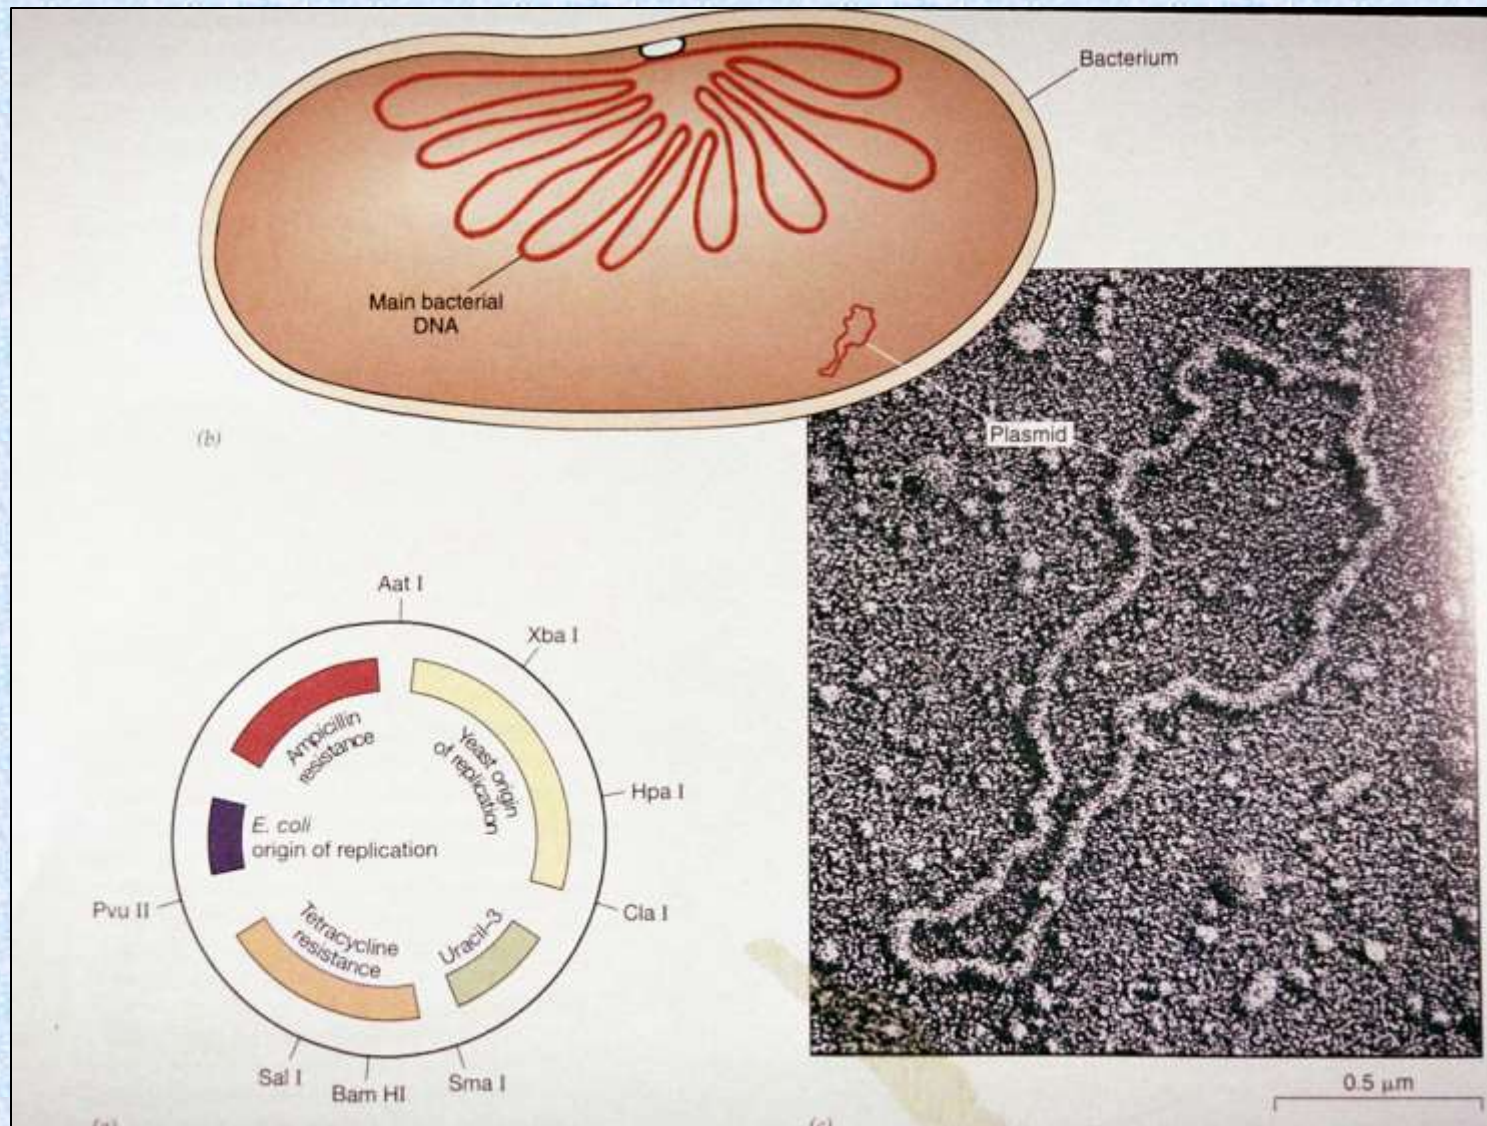 Bacterium
Main bacterial
DNA
Plasmid
(b)
Aat I
Xba I
Ampicillin
resistance
Yeast origin
of replication
Hpa I
E. coli
origin of replication
Pvu II
Cla I
Tetracycline
resistance
Uracil-3
Sal I
Bam HI
Sma I
0.5 µm